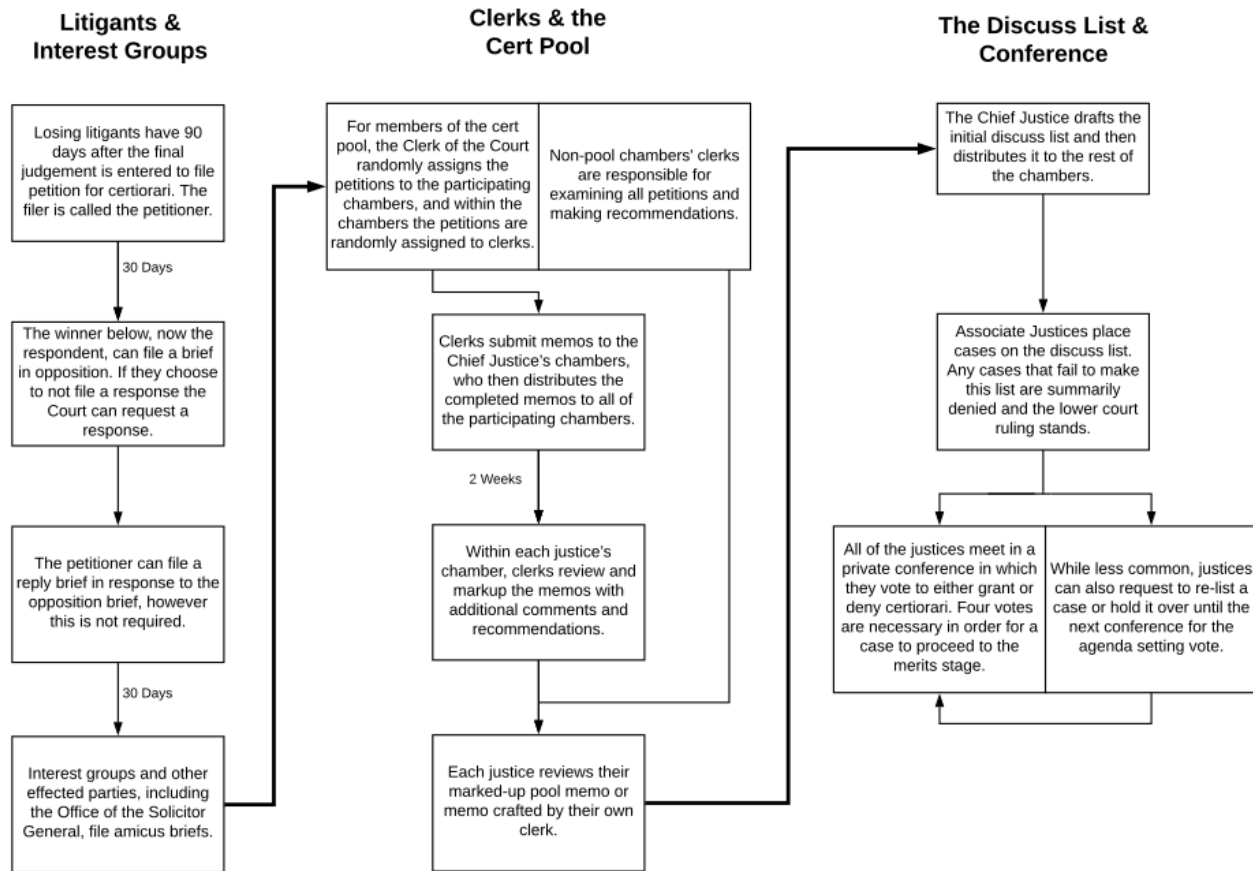 Litigants &
Interest Groups
Losing litigants have 90
days after the final
judgement is entered to file
petition for certiorari. The
filer is called the petitioner.
30 Days
The winner below, now the
respondent, can file a brief
in opposition. If they choose
to not file a response the
Court can request a
response.
The petitioner can file a
reply brief in response to the
opposition brief, however
this is not required.
30 Days
Interest groups and other
effected parties, including
the Office of the Solicitor
General, file amicus briefs.
Clerks & the
Cert Pool
For members of the cert
pool, the Clerk of the Court
randomly assigns the
petitions to the participating
chambers, and within the
chambers the petitions are
randomly assigned to clerks.
Non-pool chambers' clerks
are responsible for
examining all petitions and
making recommendations.
Clerks submit memos to the
Chief Justice's chambers,
who then distributes the
completed memos to all of
the participating chambers.
2 Weeks
Within each justice's
chamber, clerks review and
markup the memos with
additional comments and
recommendations.
Each justice reviews their
marked-up pool memo or
memo crafted by their own
clerk.
The Discuss List &
Conference
The Chief Justice drafts the
initial discuss list and then
distributes it to the rest of
the chambers.
Associate Justices place
cases on the discuss list.
Any cases that fail to make
this list are summarily
denied and the lower court
ruling stands.
All of the justices meet in a
private conference in which
they vote to either grant or
deny certiorari. Four votes
are necessary in order for a
case to proceed to the
merits stage.
While less common, justices
can also request to re-list a
case or hold it over until the
next conference for the
agenda setting vote.